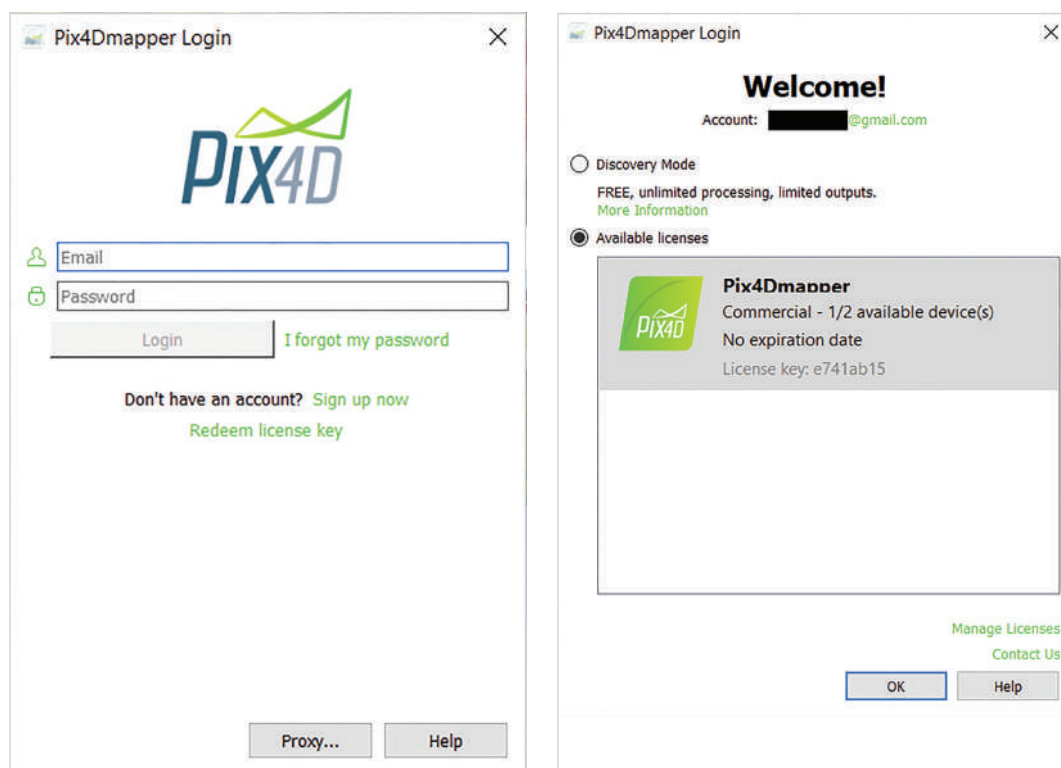 Pix4Dmapper Login
PIX4D
Email
Password
Login
I forgot my password
Don't have an account? Sign up now
Redeem license key
Proxy...
Help
Pix4Dmapper Login
Welcome!
Account: @gmail.com
Discovery Mode
FREE, unlimited processing, limited outputs.
More Information
Available licenses
PIX4D
Pix4Dmapper
Commercial - 1/2 available device(s)
No expiration date
License key: e741ab15
Manage Licenses
Contact Us
OK
Help